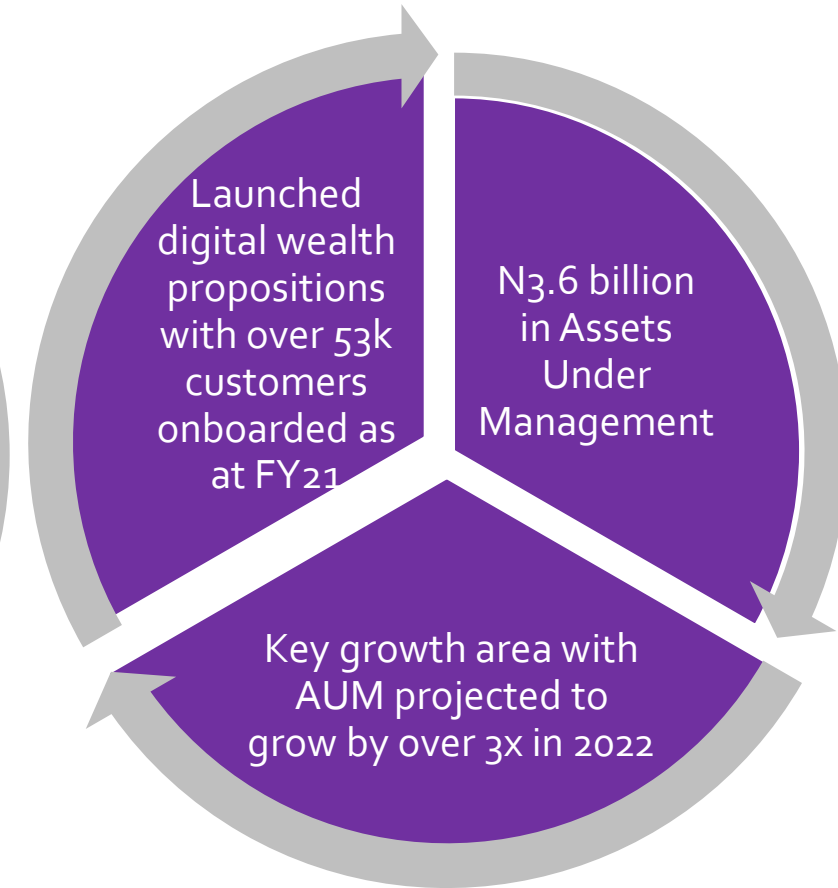 Launched
digital wealth
propositions
with over 53k
customers
onboarded as
at FY21
N3.6 billion
in Assets
Under
Management
Key growth area with
AUM projected to
grow by over 3x in 2022